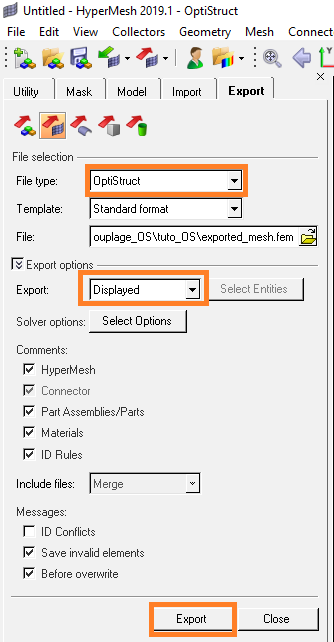 Untitled - HyperMesh 2019.1 - OptiStruct
File Edit View Collectors Geometry Mesh Connect
Utility Mask Model Import Export
File selection
File type: OptiStruct
Template: Standard format
File: ouplage_OS\tuto_OS\exported_mesh.fem
Export options
Export: Displayed Select Entities
Solver options: Select Options
Comments:
HyperMesh
Connector
Part Assemblies/Parts
Materials
ID Rules
Include files: Merge
Messages:
ID Conflicts
Save invalid elements
Before overwrite
Export Close